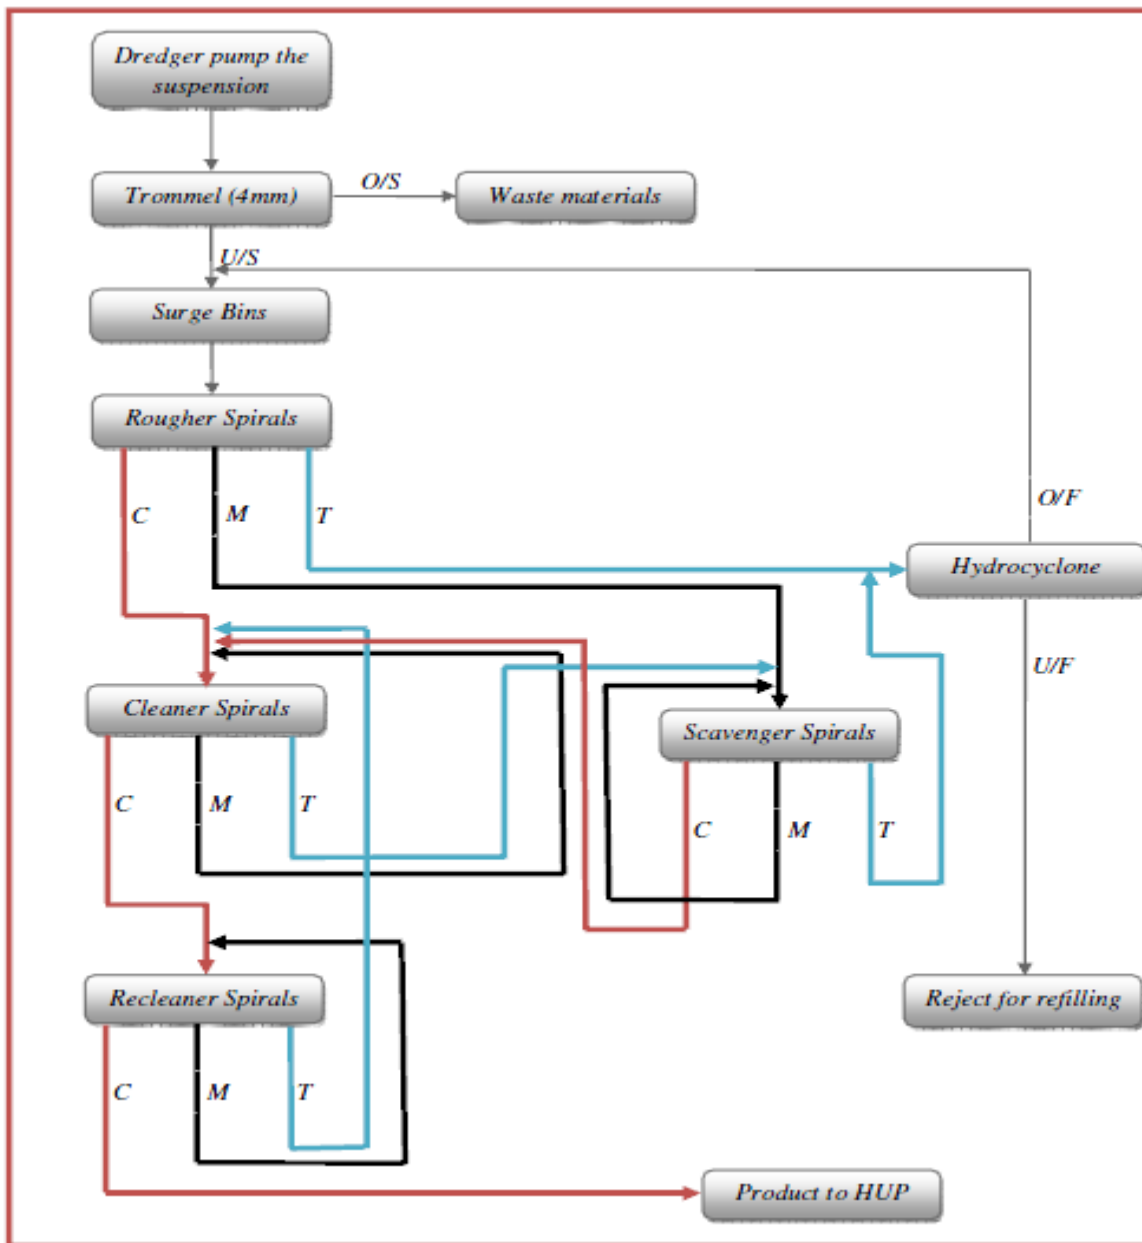 Dredger pump the
suspension
Trommel (4mm)
O/S
Waste materials
U/S
Surge Bins
Rougher Spirals
C
M
T
O/F
Hydrocyclone
U/F
Cleaner Spirals
Scavenger Spirals
C
M
T
C
M
T
Recleaner Spirals
Reject for refilling
C
M
T
Product to HUP